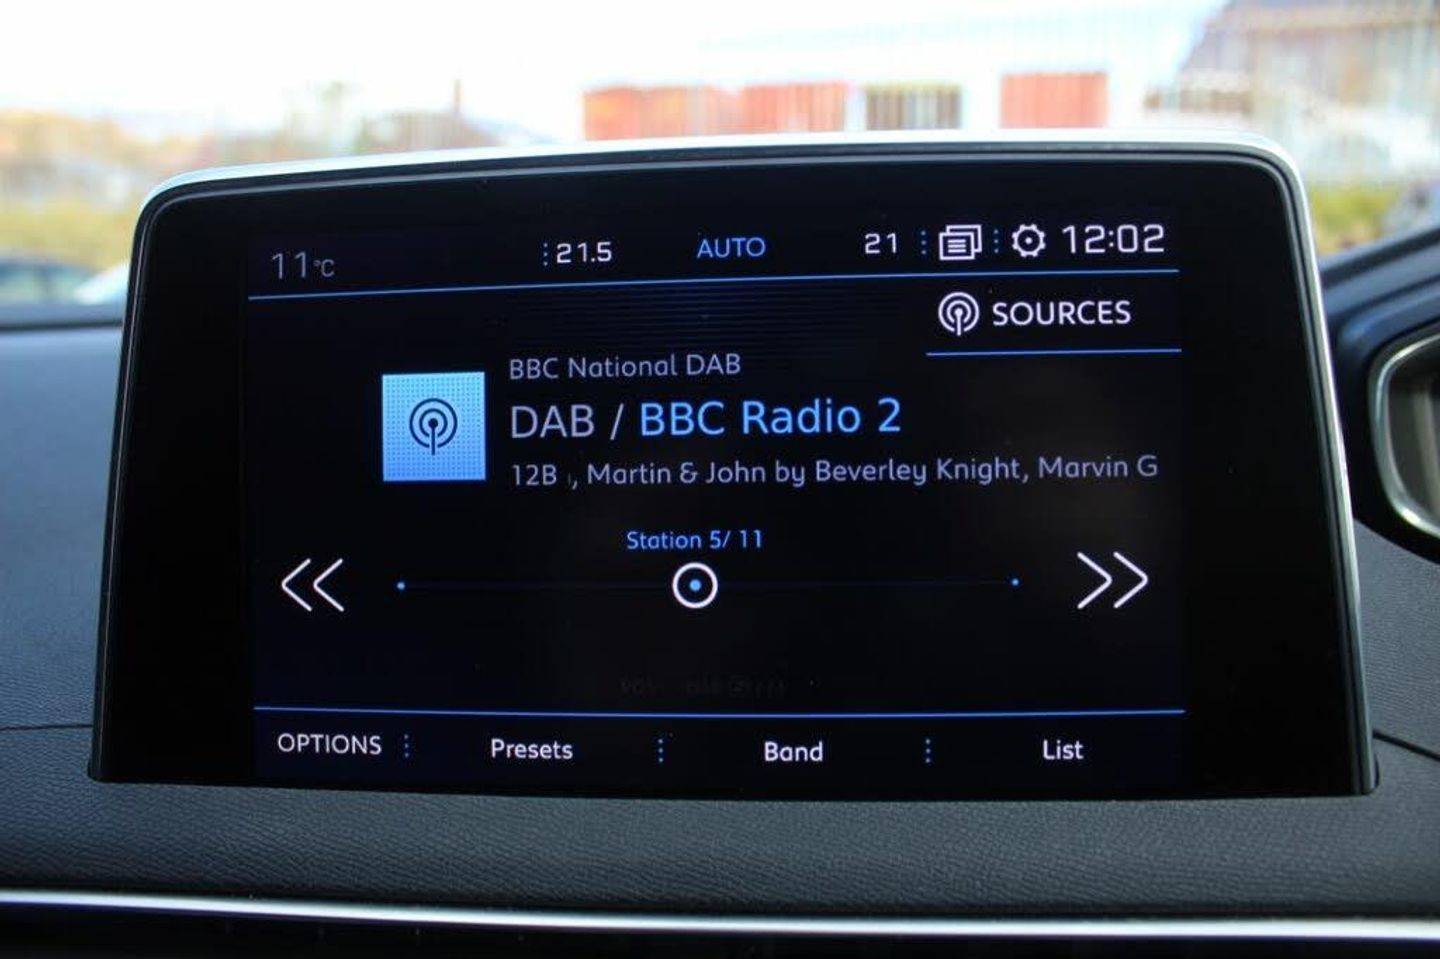 11°C 21.5 AUTO 21 12:02
SOURCES
BBC National DAB
DAB / BBC Radio 2
12B , Martin & John by Beverley Knight, Marvin G
Station 5/ 11
OPTIONS Presets Band List